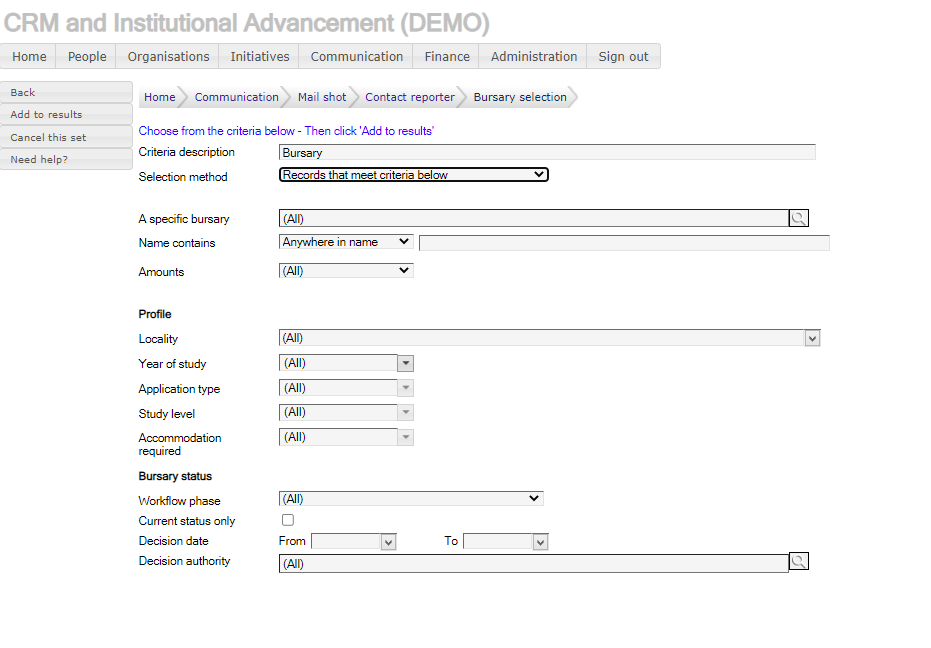 CRM and Institutional Advancement (DEMO)
Home People Organisations Initiatives Communication Finance Administration Sign out
Back
Add to results
Cancel this set
Need help?
Home Communication Mail shot Contact reporter Bursary selection
Choose from the criteria below - Then click 'Add to results'
Criteria description Bursary
Selection method Records that meet criteria below
A specific bursary (All)
Name contains Anywhere in name
Amounts (All)
Profile
Locality (All)
Year of study (All)
Application type (All)
Study level (All)
Accommodation
required (All)
Bursary status
Workflow phase (All)
Current status only
Decision date From To
Decision authority (All)